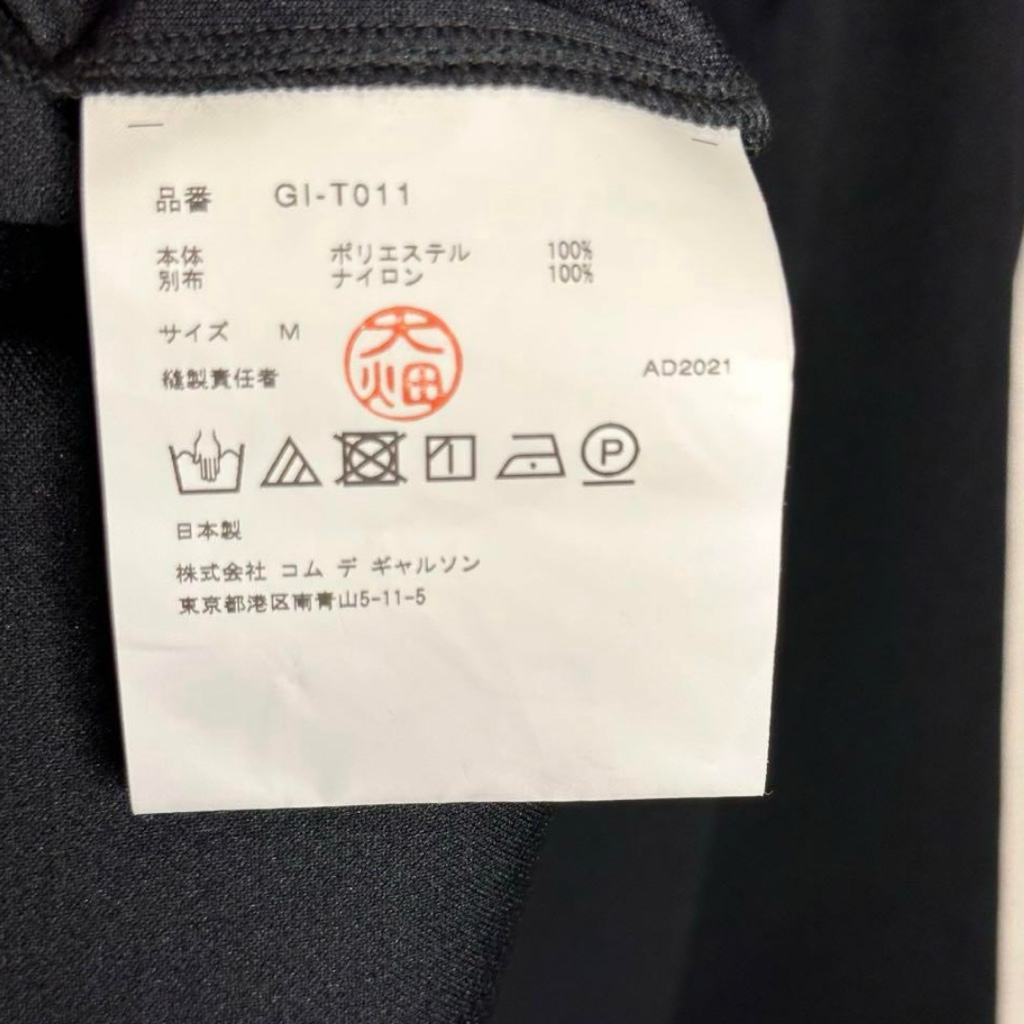 品番 GI-T011
本体 ポリエステル 100%
別布 ナイロン 100%
サイズ M
大畑
縫製責任者 AD2021
P
日本製
株式会社 コム デ ギャルソン
東京都港区南青山5-11-5